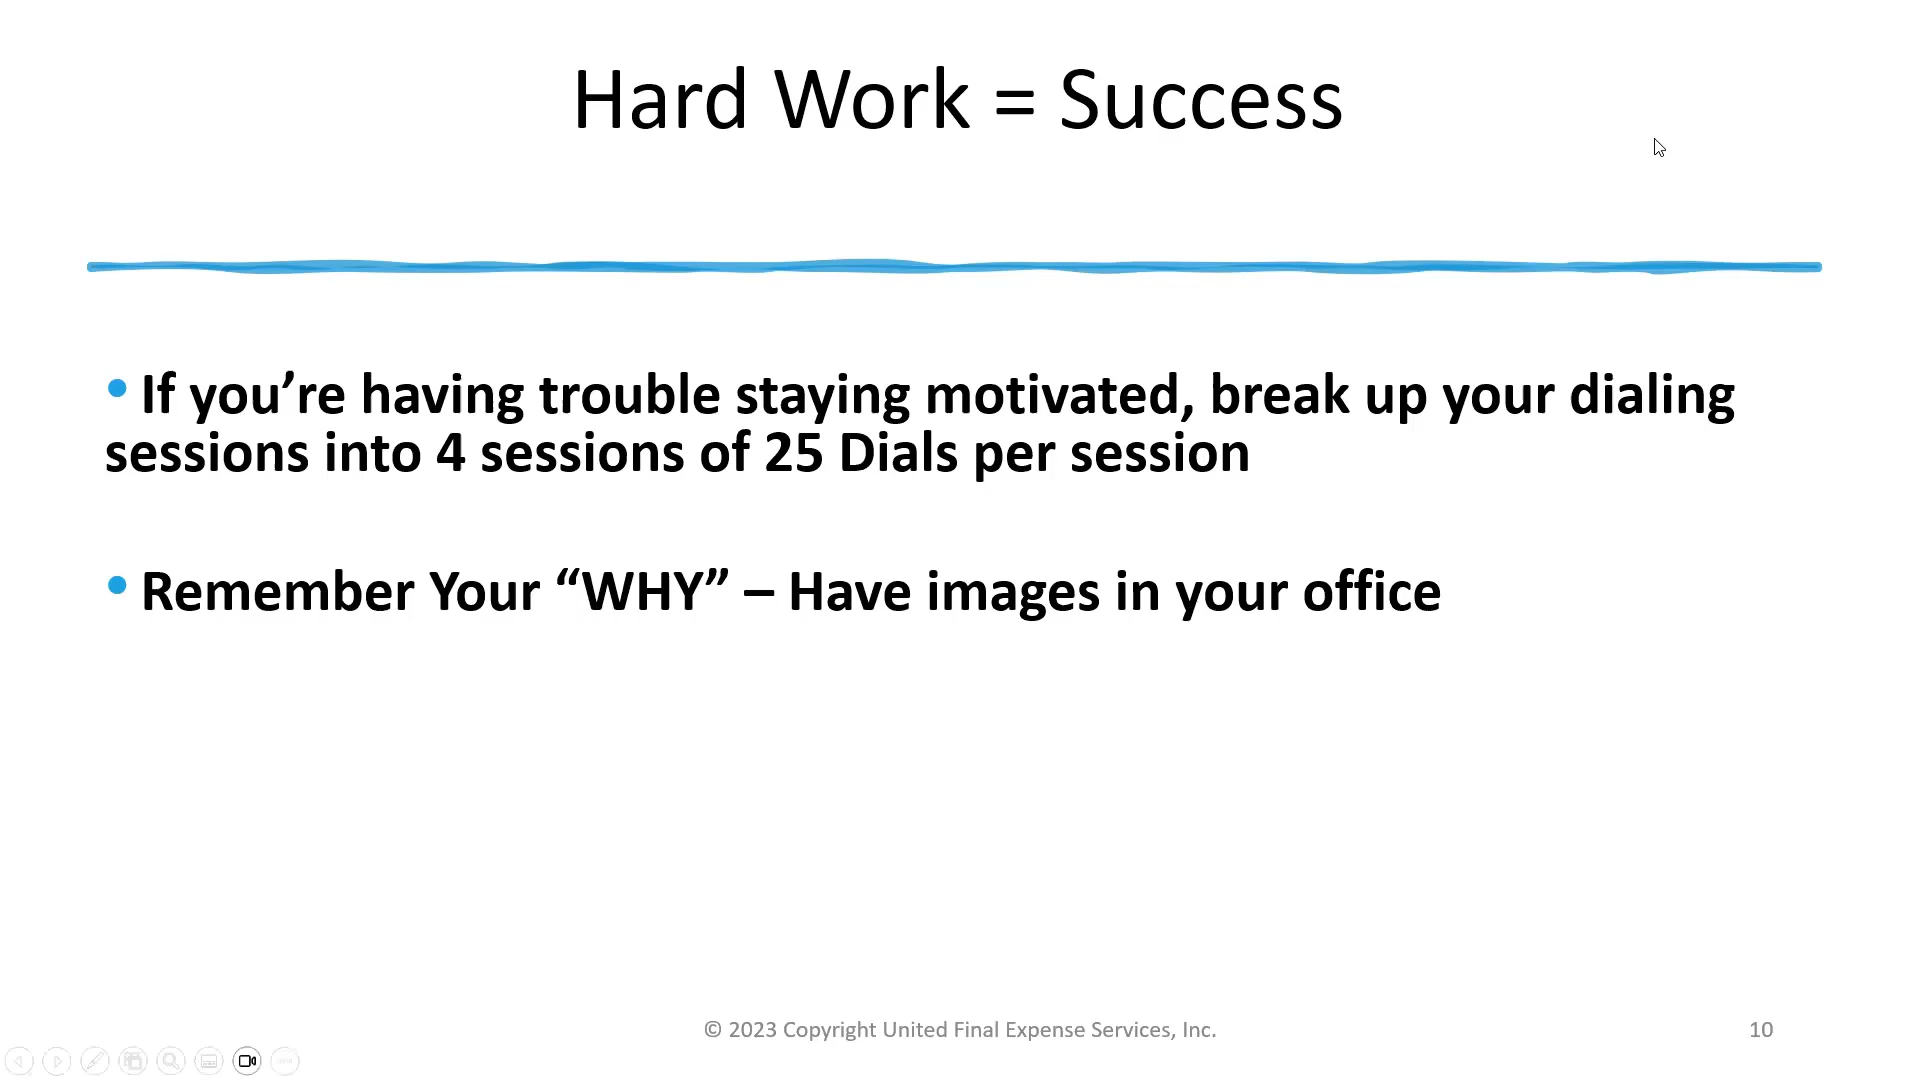 Hard Work = Success
• If you’re having trouble staying motivated, break up your dialing
sessions into 4 sessions of 25 Dials per session
• Remember Your “WHY” – Have images in your office
© 2023 Copyright United Final Expense Services, Inc.
10